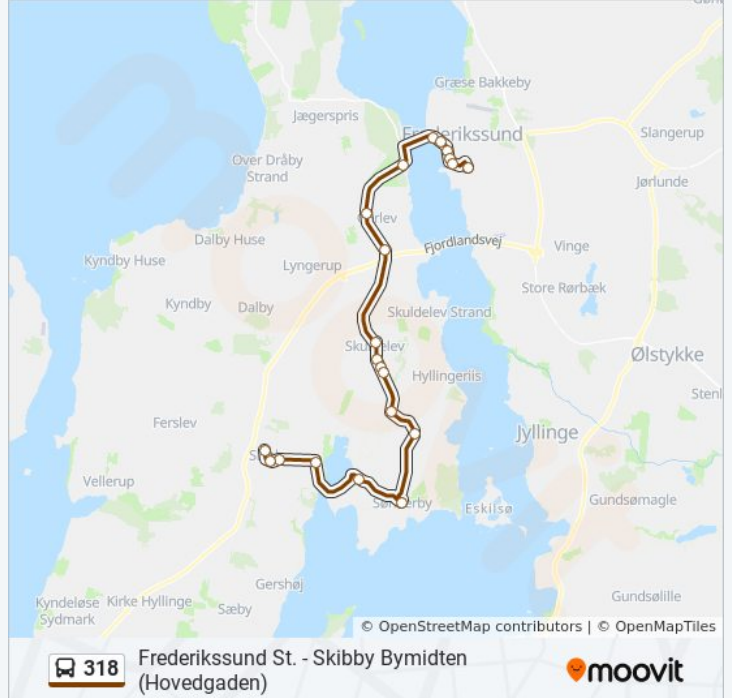 Græse Bakkeby
Jægerspris
Frederikssund
Slangerup
Over Dråby
Strand
Jørlunde
Dalby Huse
Fjordlandsvej
Vinge
Kyndby Huse
Lyngerup
Store Rørbæk
Kyndby
Dalby
Skuldelev Strand
Skuldelev
Ølstykke
Hyllingeriis
Stenl
Ferslev
Jyllinge
Vellerup
Gundsømagle
Sønderby
Eskilsø
Gershøj
Kyndeløse
Sydmark
Kirke Hyllinge
Sæby
Gundsølille
© OpenStreetMap contributors | © OpenMapTiles
318
Frederikssund St. - Skibby Bymidten
(Hovedgaden)
moovit